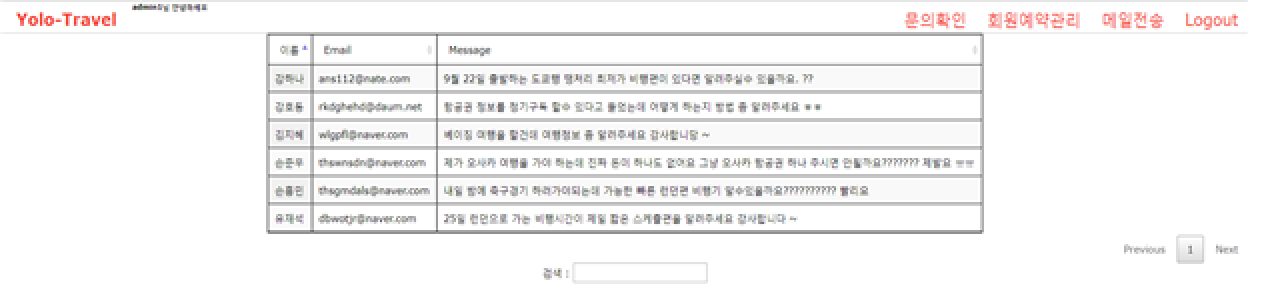 Yolo-Travel admin님 안녕하세요 문의확인 회원예약관리 메일전송 Logout
이름 Email Message
강하나 ans112@nate.com 9월 22일 출발하는 도쿄행 땡처리 최저가 비행편이 있다면 알려주실수 있을까요. ??
강호동 rkdghehd@daum.net 항공권 정보를 정기구독 할수 있다고 들었는데 어떻게 하는지 방법 좀 알려주세요 ㅠㅠ
김지혜 wlgpfl@naver.com 베이징 여행을 할건데 여행정보 좀 알려주세요 감사합니당 ~
손준우 thswnsdn@naver.com 제가 오사카 여행을 가야 하는데 진짜 돈이 하나도 없어요 그냥 오사카 항공권 하나 주시면 안될까요??????? 제발요 ㅠㅠ
손흥민 thsgmdals@naver.com 내일 밤에 축구경기 하러가야되는데 가능한 빠른 런던편 비행기 알수있을까요?????????? 빨리요
유재석 dbwotjr@naver.com 25일 런던으로 가는 비행시간이 제일 짧은 스케줄편을 알려주세요 감사합니다 ~
Previous 1 Next
검색 :